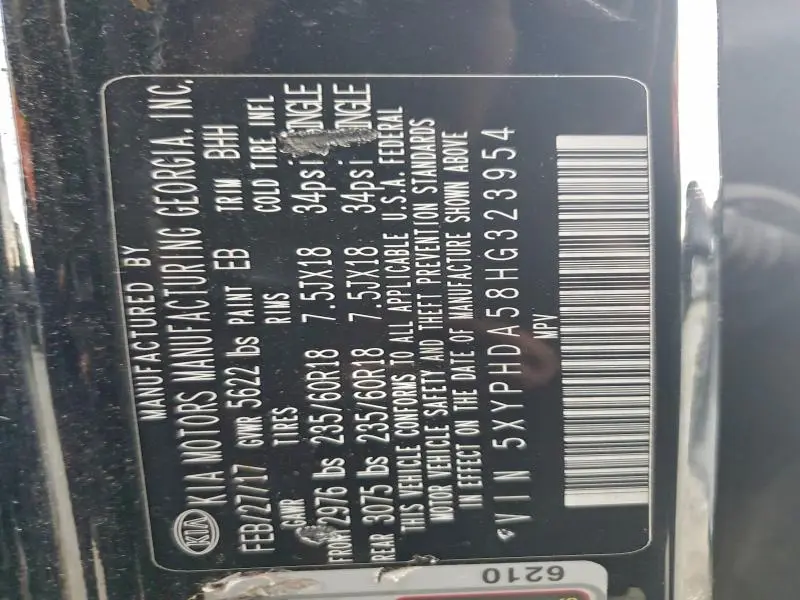 MANUFACTURED BY
KIA KIA MOTORS MANUFACTURING GEORGIA, INC.
FEB/27/17 GVWR 5622 lbs PAINT EB TRIM BHH
GAWR TIRES RIMS COLD TIRE INFL
FRONT 2976 lbs 235/60R18 7.5JX18 34psi SINGLE
REAR 3075 lbs 235/60R18 7.5JX18 34psi SINGLE
THIS VEHICLE CONFORMS TO ALL APPLICABLE U.S.A. FEDERAL
MOTOR VEHICLE SAFETY AND THEFT PREVENTION STANDARDS
IN EFFECT ON THE DATE OF MANUFACTURE SHOWN ABOVE
VIN 5XYPHDA58HG323954
MPV
6210